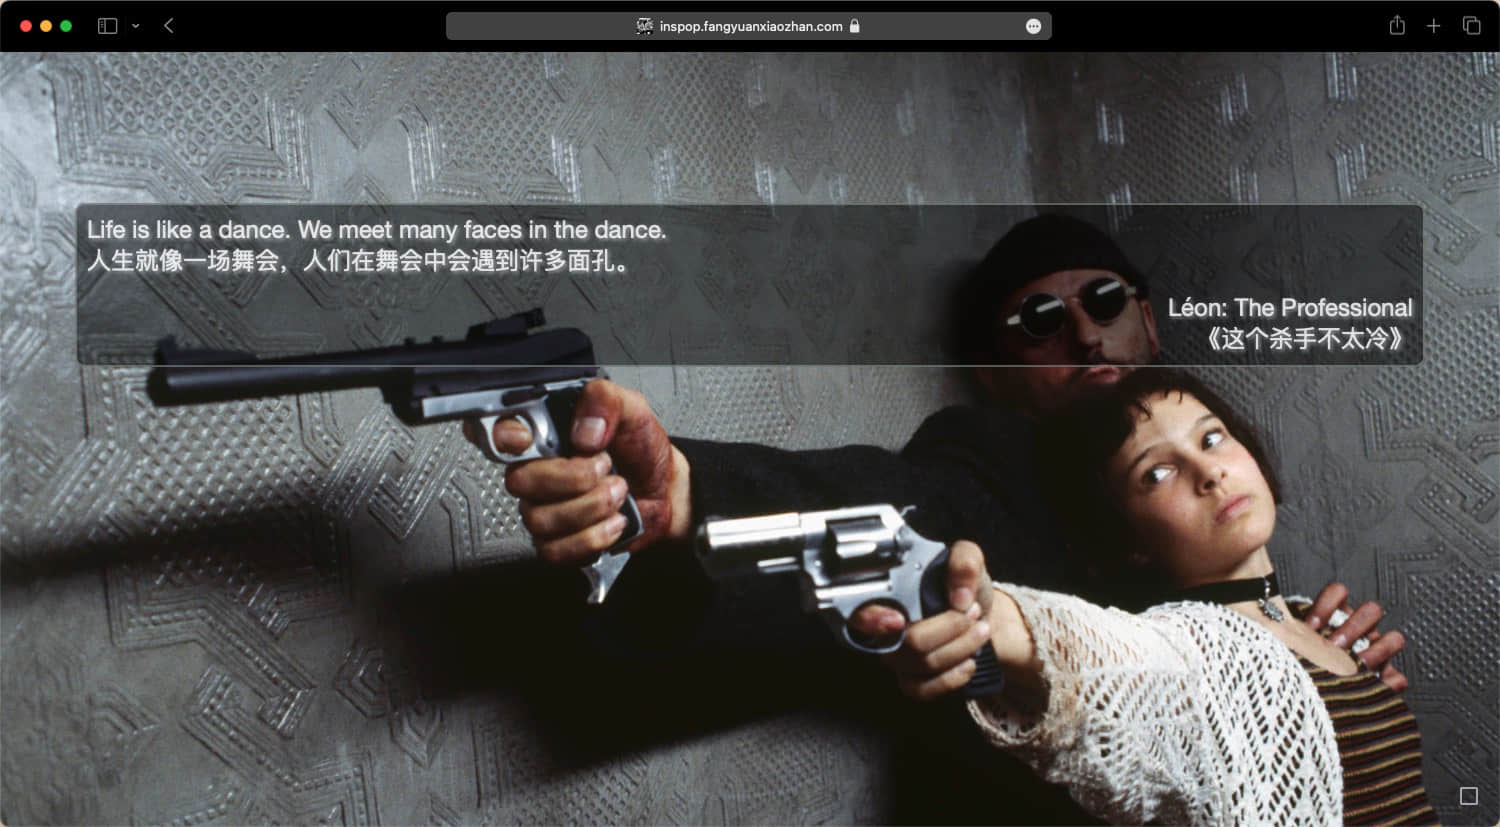 inspop.fangyuanxiaozhan.com
Life is like a dance. We meet many faces in the dance.
人生就像一场舞会，人们在舞会中会遇到许多面孔。
Léon: The Professional
《这个杀手不太冷》